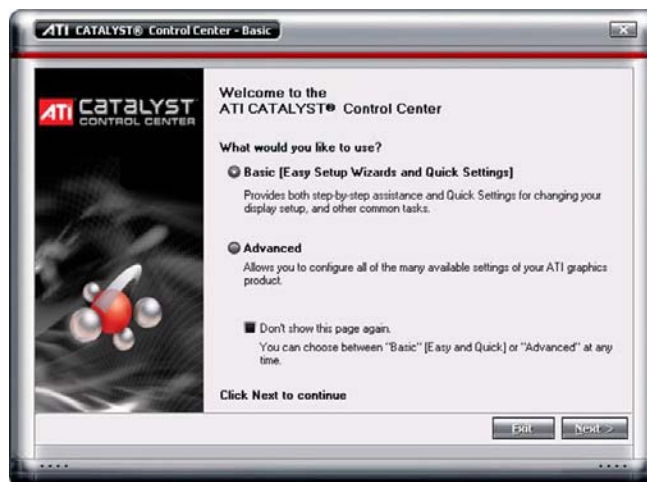 ATI CATALYST® Control Center - Basic
ATI CATALYST
CONTROL CENTER
Welcome to the
ATI CATALYST® Control Center
What would you like to use?
Basic [Easy Setup Wizards and Quick Settings]
Provides both step-by-step assistance and Quick Settings for changing your
display setup, and other common tasks.
Advanced
Allows you to configure all of the many available settings of your ATI graphics
product.
Don't show this page again.
You can choose between "Basic" [Easy and Quick] or "Advanced" at any
time.
Click Next to continue
Exit
Next >